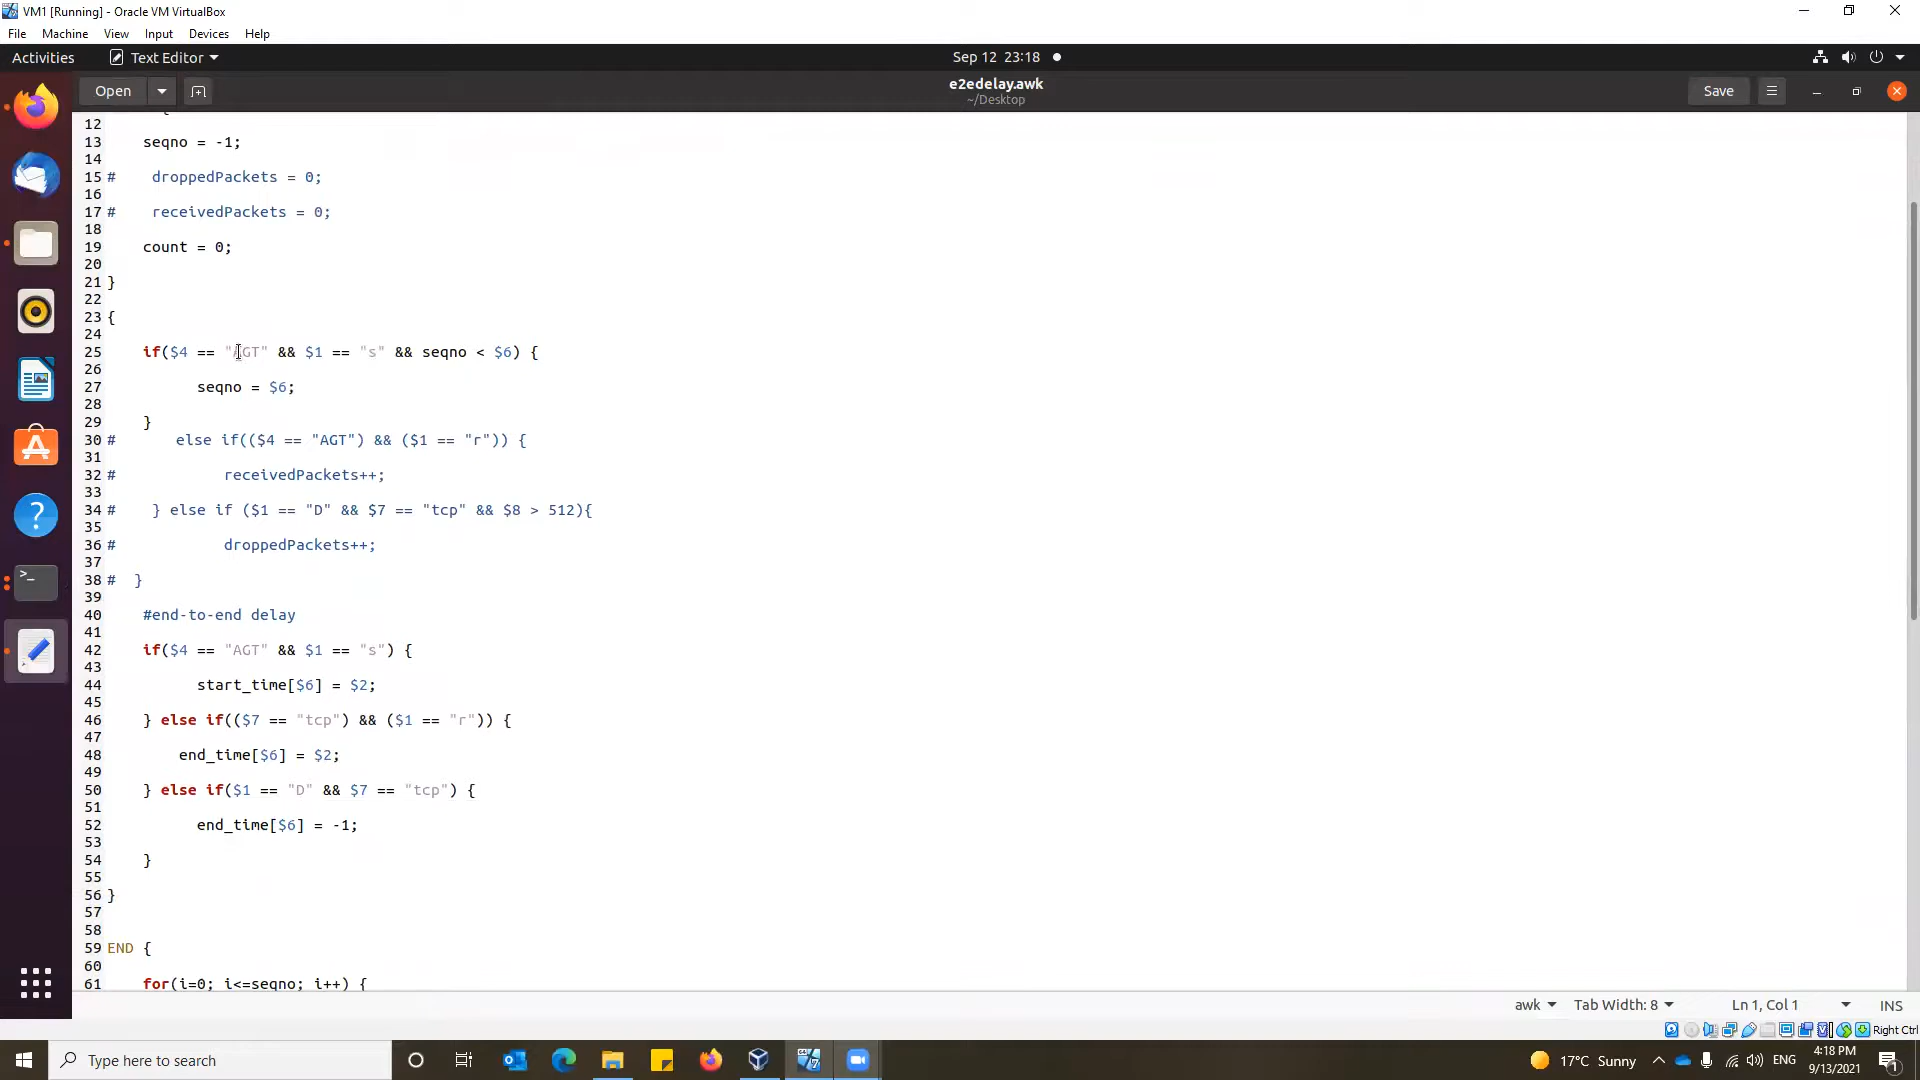 VM1 [Running] - Oracle VM VirtualBox
File Machine View Input Devices Help
Activities Text Editor Sep 12 23:18
Open e2edelay.awk Save
~/Desktop
12
13 seqno = -1;
14
15 # droppedPackets = 0;
16
17 # receivedPackets = 0;
18
19 count = 0;
20
21 }
22
23 {
24
25 if($4 == "AGT" && $1 == "s" && seqno < $6) {
26
27 seqno = $6;
28
29 }
30 # else if(($4 == "AGT") && ($1 == "r")) {
31
32 # receivedPackets++;
33
34 # } else if ($1 == "D" && $7 == "tcp" && $8 > 512){
35
36 # droppedPackets++;
37
38 # }
39
40 #end-to-end delay
41
42 if($4 == "AGT" && $1 == "s") {
43
44 start_time[$6] = $2;
45
46 } else if(($7 == "tcp") && ($1 == "r")) {
47
48 end_time[$6] = $2;
49
50 } else if($1 == "D" && $7 == "tcp") {
51
52 end_time[$6] = -1;
53
54 }
55
56 }
57
58
59 END {
60
61 for(i=0; i<=seqno; i++) {
awk Tab Width: 8 Ln 1, Col 1 INS
Right Ctrl
Type here to search 17°C Sunny ENG 4:18 PM
9/13/2021